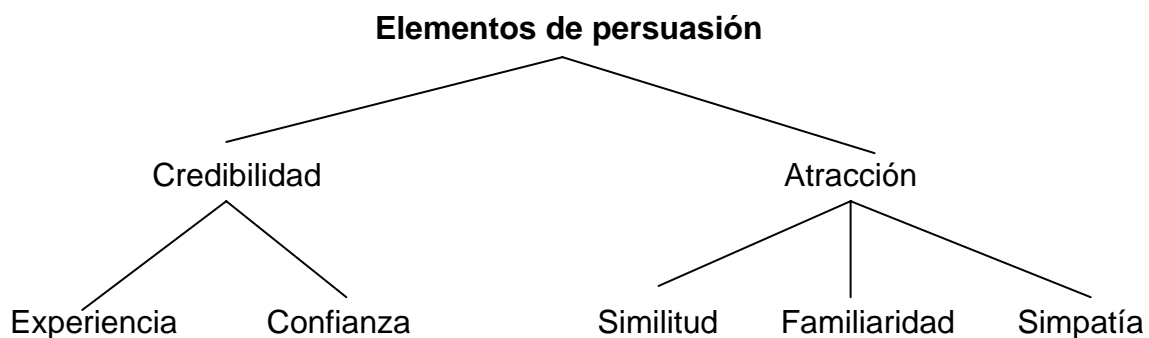 Elementos de persuasión
Credibilidad Atracción
Experiencia Confianza Similitud Familiaridad Simpatía